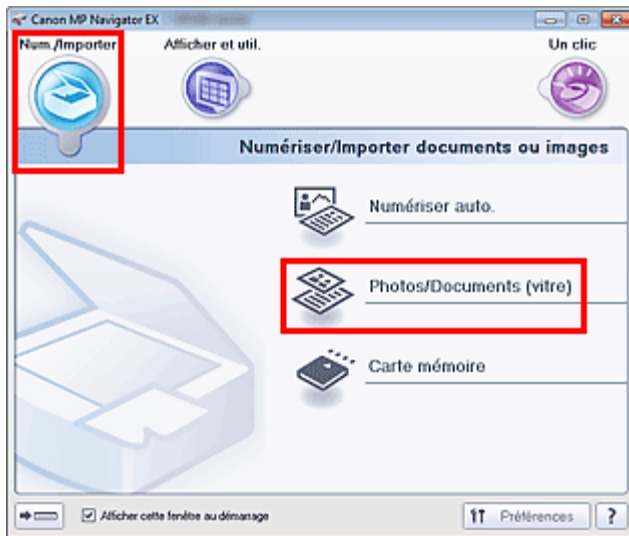 Canon MP Navigator EX
Num./Importer
Afficher et util.
Un clic
Numériser/Importer documents ou images
Numériser auto.
Photos/Documents (vitre)
Carte mémoire
Afficher cette fenêtre au démarrage
Préférences
?